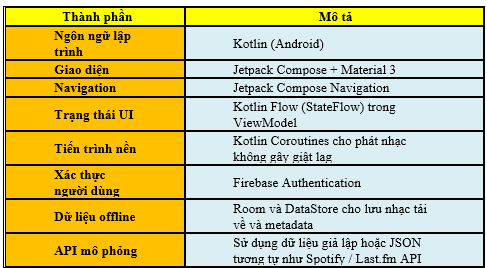 Thành phần Mô tả
Ngôn ngữ lập
trình
Kotlin (Android)
Giao diện Jetpack Compose + Material 3
Navigation Jetpack Compose Navigation
Trạng thái UI
Kotlin Flow (StateFlow) trong
ViewModel
Tiến trình nền
Kotlin Coroutines cho phát nhạc
không gây giật lag
Xác thực
người dùng
Firebase Authentication
Dữ liệu offline
Room và DataStore cho lưu nhạc tải
về và metadata
API mô phỏng
Sử dụng dữ liệu giả lập hoặc JSON
tương tự như Spotify / Last.fm API